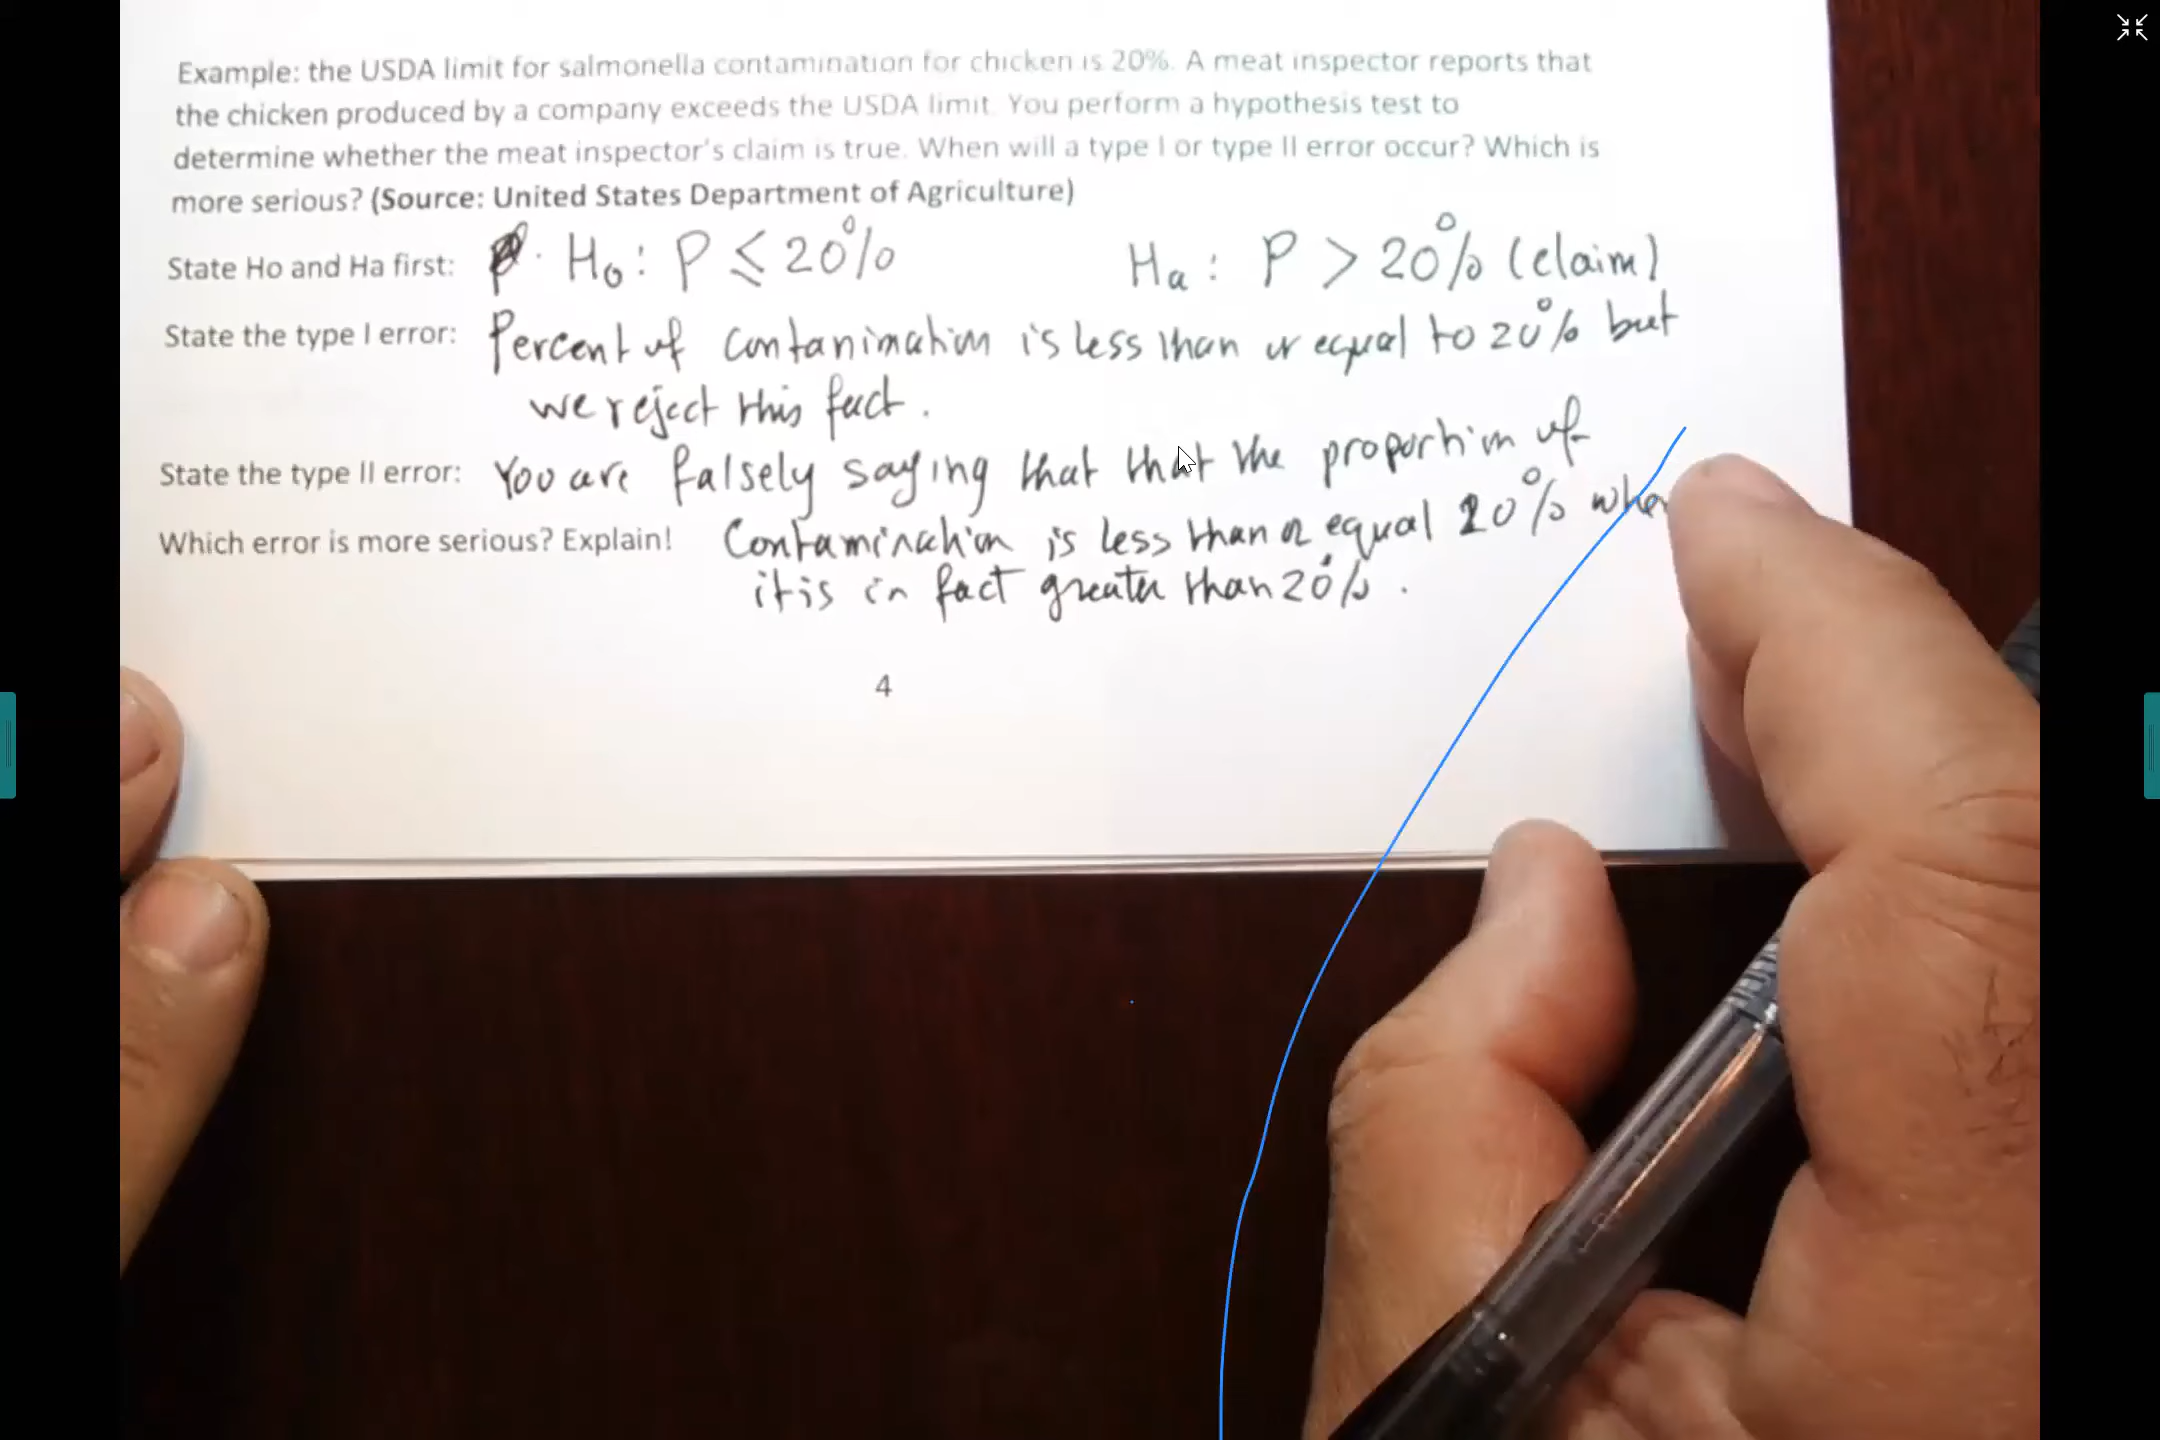 Example: the USDA limit for salmonella contamination for chicken is 20%. A meat inspector reports that
the chicken produced by a company exceeds the USDA limit. You perform a hypothesis test to
determine whether the meat inspector's claim is true. When will a type I or type II error occur? Which is
more serious? (Source: United States Department of Agriculture)
State Ho and Ha first: H₀: P ≤ 20% Hₐ: P > 20% (claim)
State the type I error: Percent of contanimation is less than or equal to 20% but
we reject this fact.
State the type II error: You are falsely saying that that the proportion of
Which error is more serious? Explain! Contamination is less than or equal 20% when
it is in fact greater than 20%.
4